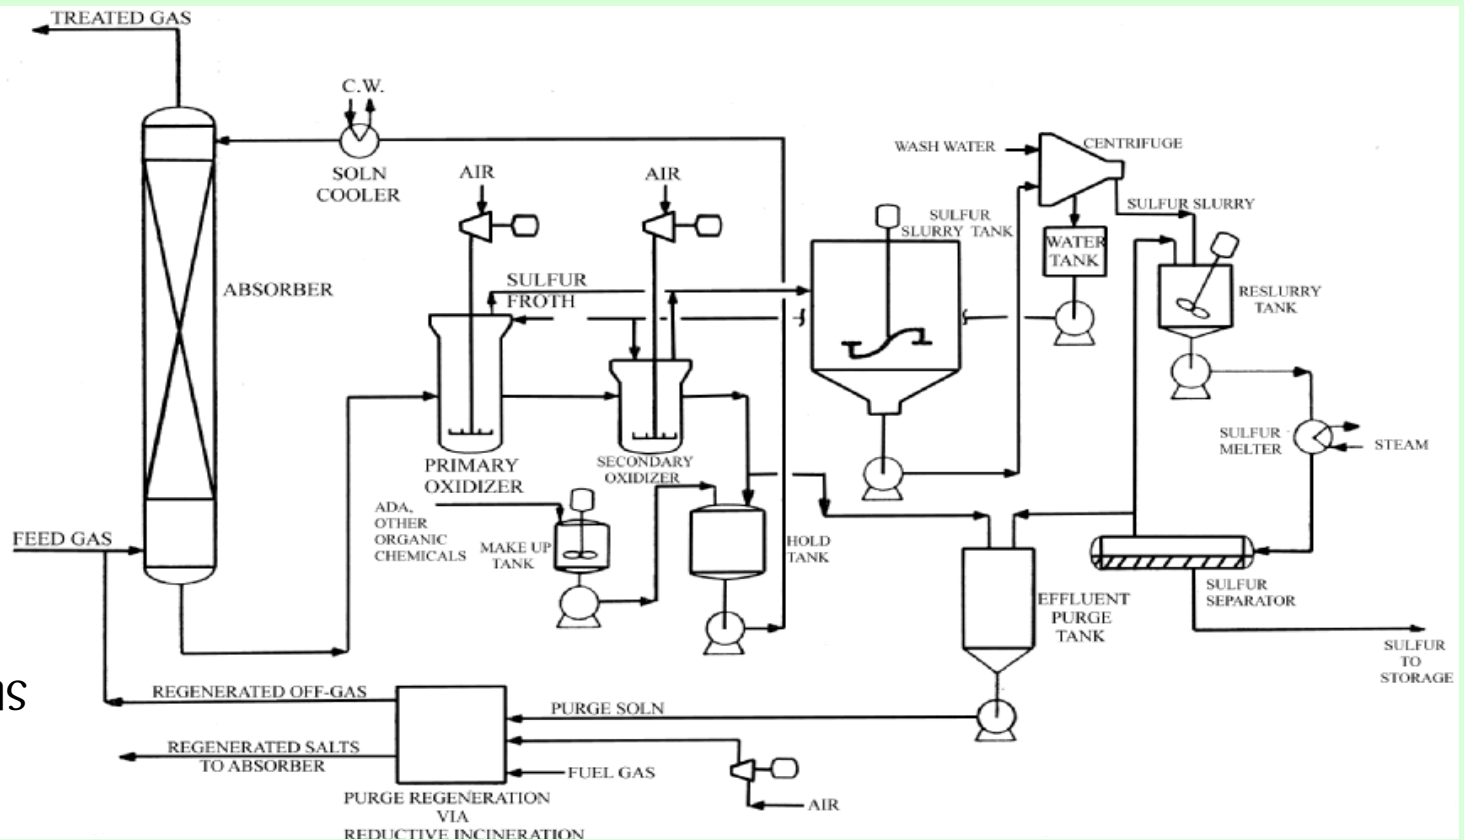 TREATED GAS
C.W.
SOLN
COOLER
AIR
AIR
WASH WATER
CENTRIFUGE
SULFUR SLURRY
SULFUR
SLURRY TANK
WATER
TANK
RESLURRY
TANK
ABSORBER
SULFUR
FROTH
PRIMARY
OXIDIZER
SECONDARY
OXIDIZER
SULFUR
MELTER
STEAM
ADA,
OTHER
ORGANIC
CHEMICALS
MAKE UP
TANK
HOLD
TANK
FEED GAS
EFFLUENT
PURGE
TANK
SULFUR
SEPARATOR
SULFUR
TO
STORAGE
REGENERATED OFF-GAS
PURGE SOLN
REGENERATED SALTS
TO ABSORBER
FUEL GAS
AIR
PURGE REGENERATION
VIA
REDUCTIVE INCINERATION